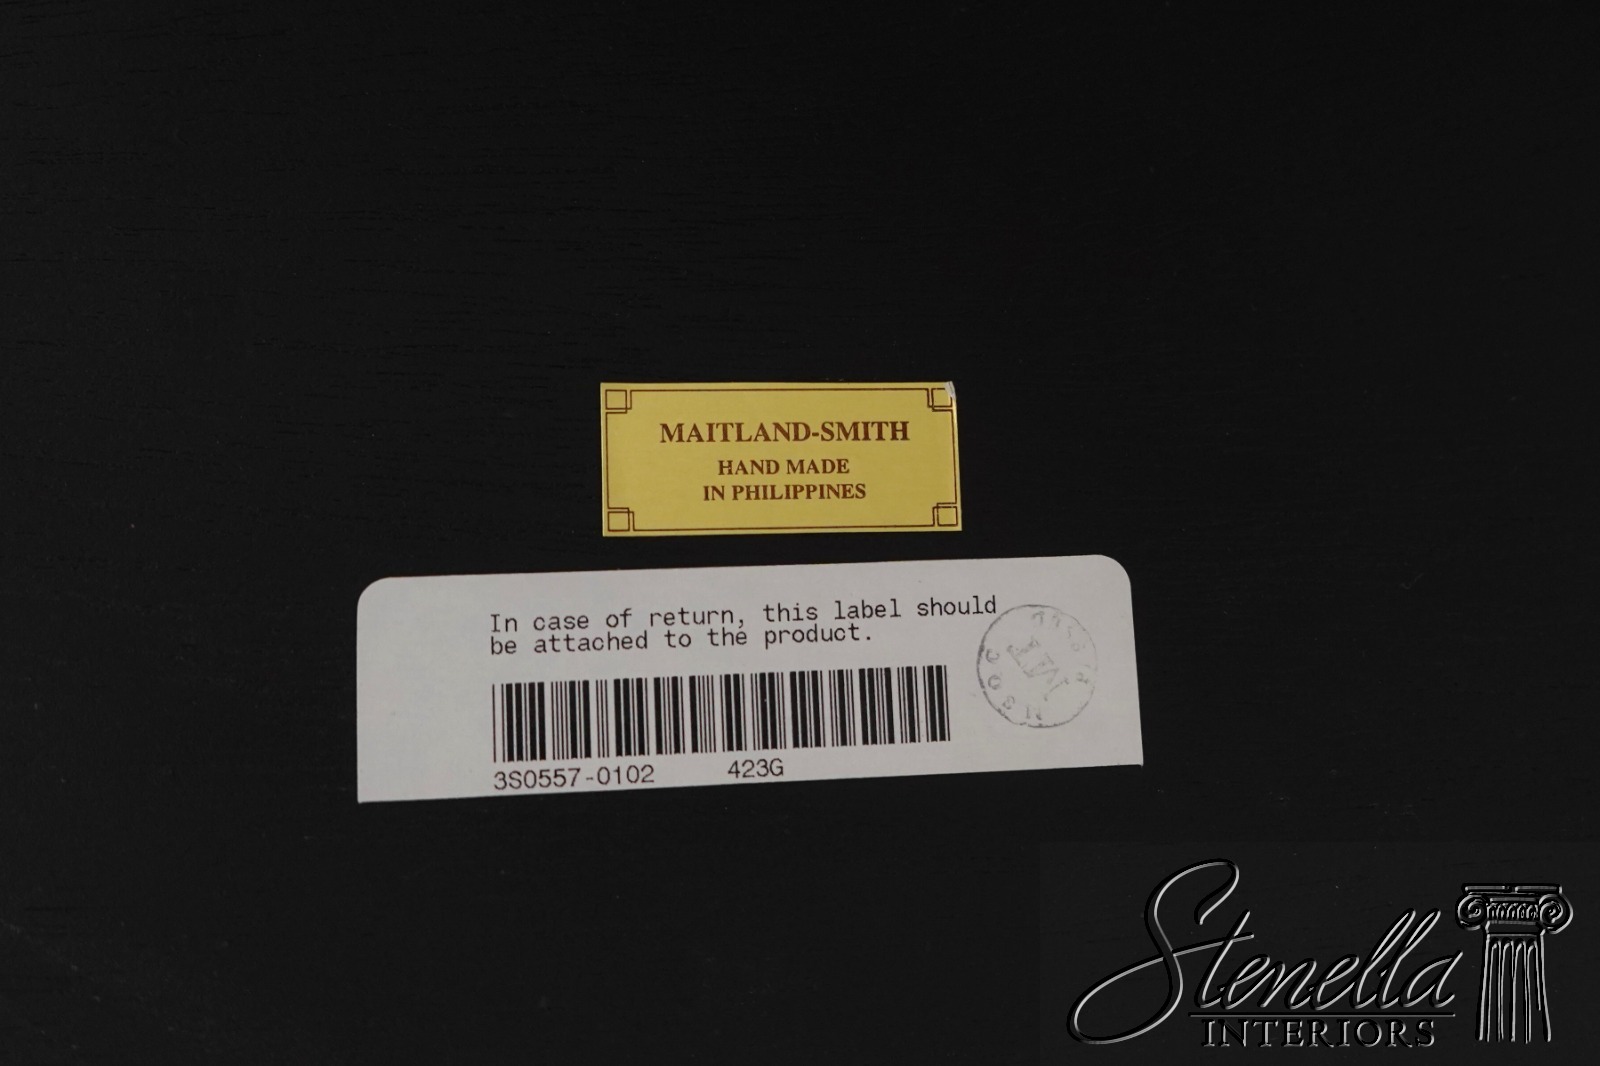 MAITLAND-SMITH
HAND MADE
IN PHILIPPINES
In case of return, this label should
be attached to the product.
3S0557-0102 423G
Stenella
INTERIORS